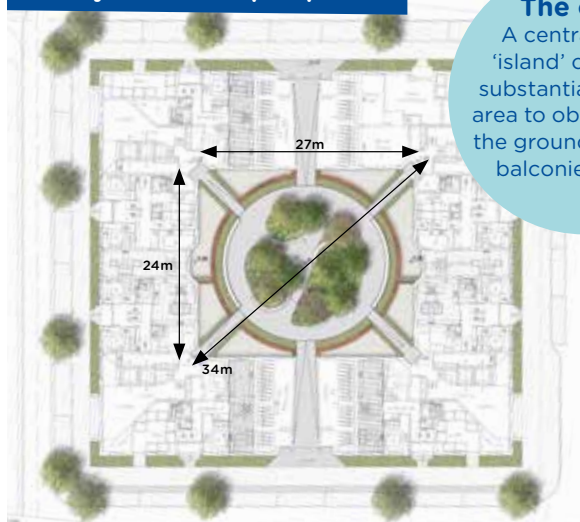 The
A centr
'island' o
substantia
area to ob
the ground
balconie
27m
24m
34m